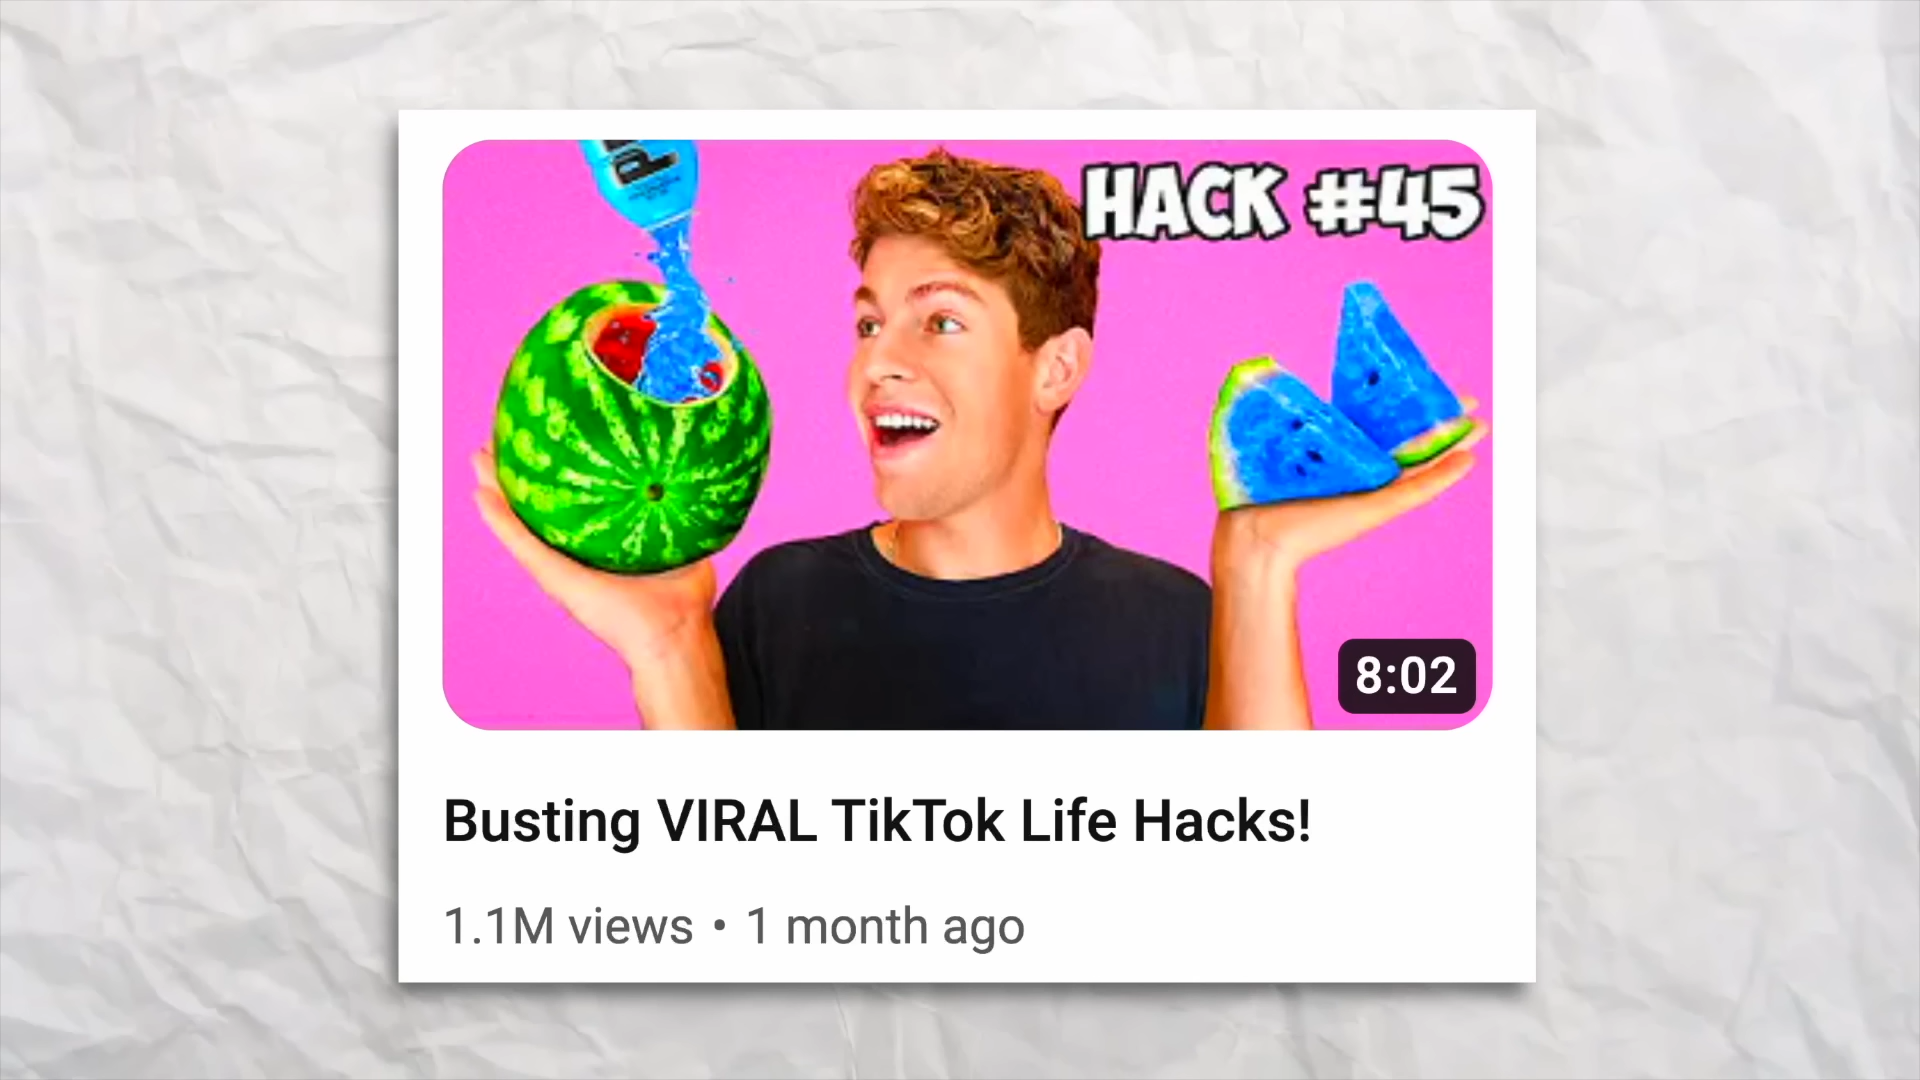 HACK #45
8:02
Busting VIRAL TikTok Life Hacks!
1.1M views • 1 month ago